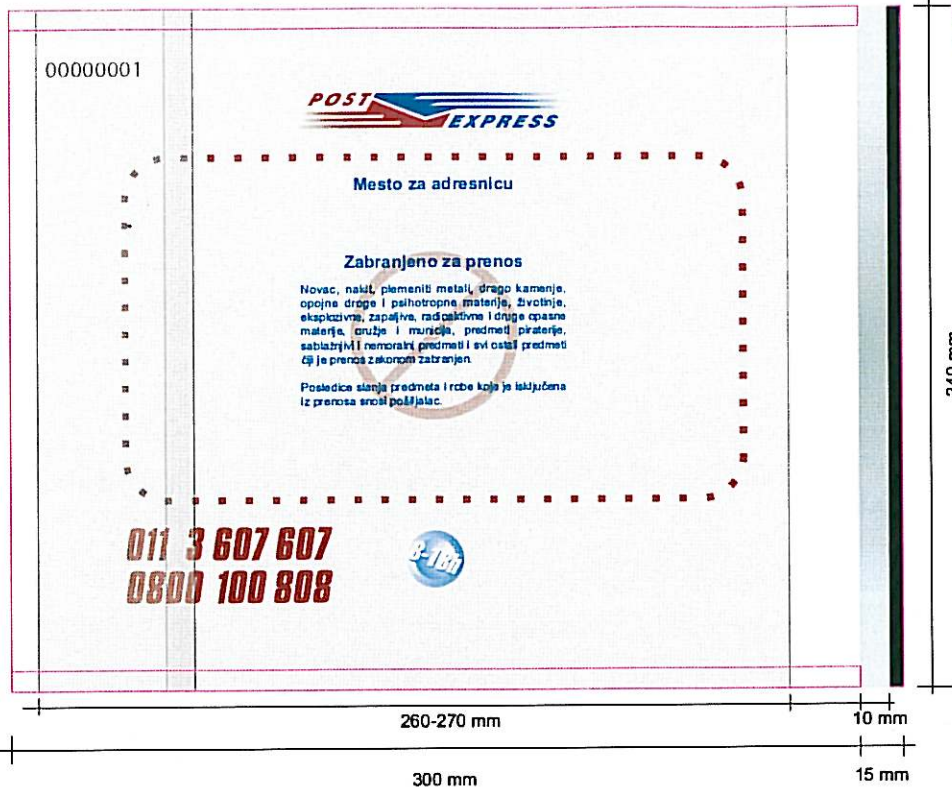 00000001
POST
EXPRESS
Mesto za adresnicu
Zabranjeno za prenos
Novac, nakit, plemeniti metali, drago kamenje,
opojne droge i psihotropne materije, životinje,
eksplozivne, zapaljive, radioaktivne i druge opasne
materije, oružje i municija, predmeti piraterije,
sablažnjivi i nemoralni predmeti i svi ostali predmeti
čiji je prenos zakonom zabranjen.
Posledice slanja predmeta i robe koja je isključena
iz prenosa snosi pošiljalac.
011 3 607 607
0800 100 808
8-18h
260-270 mm
10 mm
300 mm
15 mm